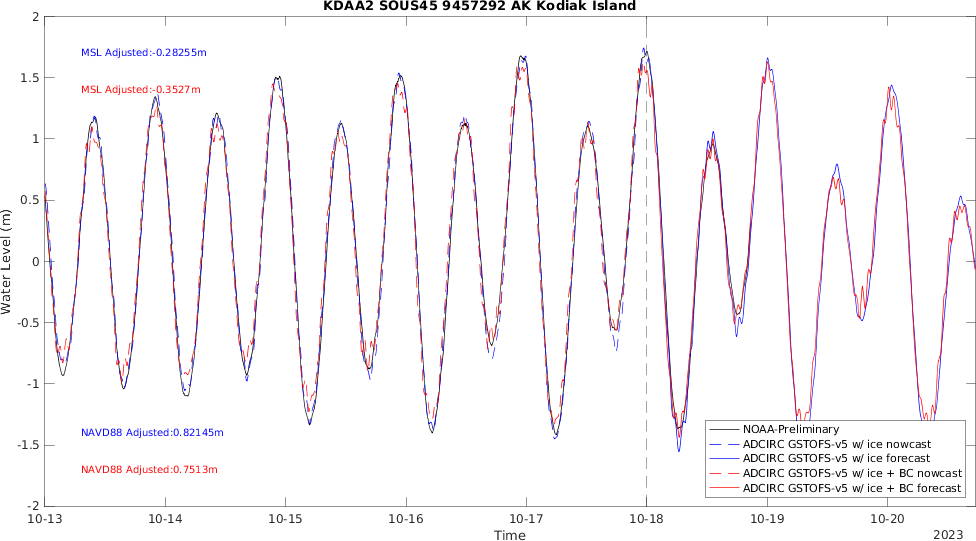 KDAA2 SOUS45 9457292 AK Kodiak Island
2
1.5
1
0.5
0
-0.5
-1
-1.5
-2
Water Level (m)
MSL Adjusted:-0.28255m
MSL Adjusted:-0.3527m
NAVD88 Adjusted:0.82145m
NAVD88 Adjusted:0.7513m
NOAA-Preliminary
ADCIRC GSTOFS-v5 w/ ice nowcast
ADCIRC GSTOFS-v5 w/ ice forecast
ADCIRC GSTOFS-v5 w/ ice + BC nowcast
ADCIRC GSTOFS-v5 w/ ice + BC forecast
10-13 10-14 10-15 10-16 10-17 10-18 10-19 10-20
Time
2023